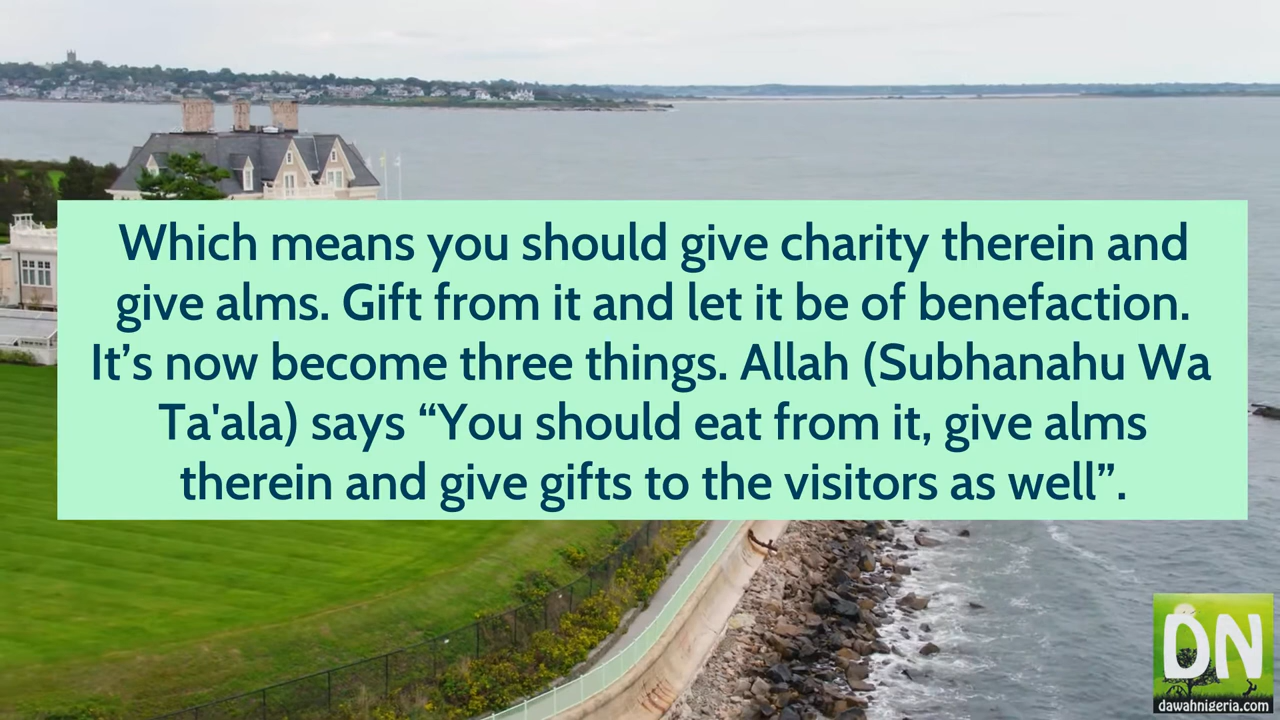 Which means you should give charity therein and
give alms. Gift from it and let it be of benefaction.
It’s now become three things. Allah (Subhanahu Wa
Ta'ala) says “You should eat from it, give alms
therein and give gifts to the visitors as well”.
DN
dawahnigeria.com